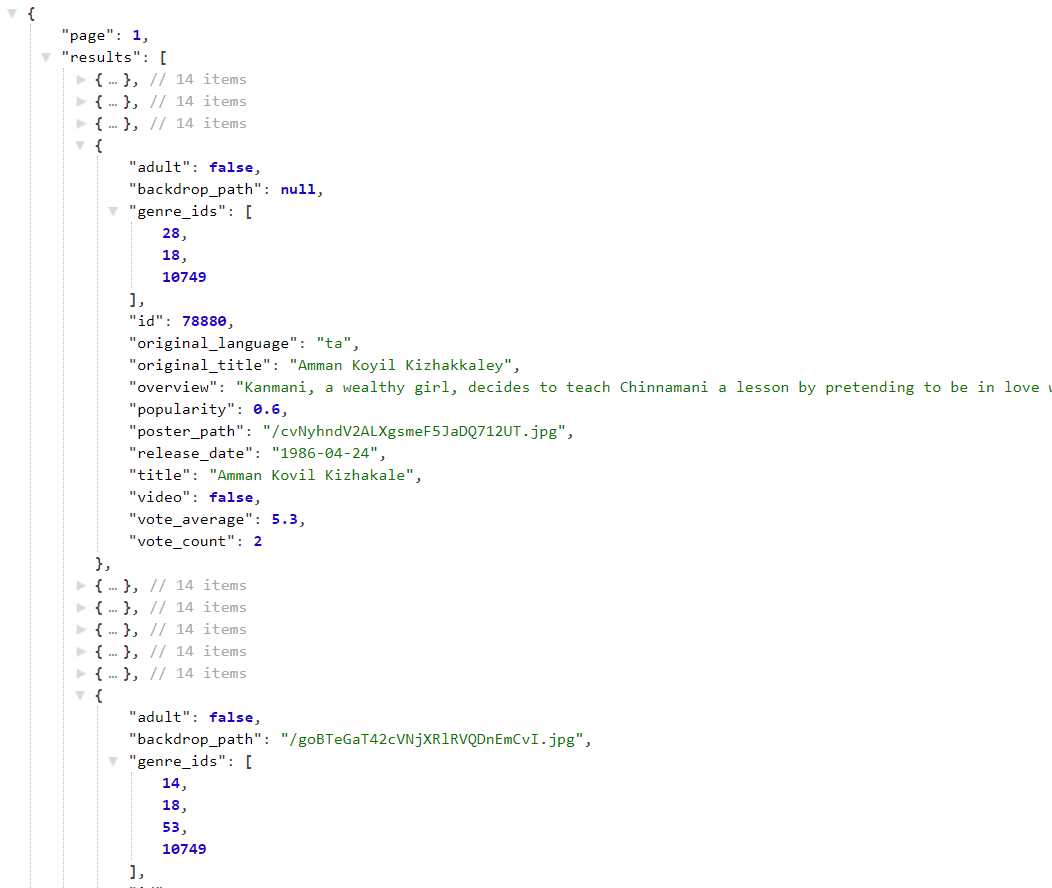 {
"page": 1,
"results": [
{ … }, // 14 items
{ … }, // 14 items
{ … }, // 14 items
{
"adult": false,
"backdrop_path": null,
"genre_ids": [
28,
18,
10749
],
"id": 78880,
"original_language": "ta",
"original_title": "Amman Koyil Kizhakkaley",
"overview": "Kanmani, a wealthy girl, decides to teach Chinnamani a lesson by pretending to be in love
"popularity": 0.6,
"poster_path": "/cvNyhndV2ALXgsmeF5JaDQ712UT.jpg",
"release_date": "1986-04-24",
"title": "Amman Kovil Kizhakale",
"video": false,
"vote_average": 5.3,
"vote_count": 2
},
{ … }, // 14 items
{ … }, // 14 items
{ … }, // 14 items
{ … }, // 14 items
{ … }, // 14 items
{
"adult": false,
"backdrop_path": "/goBTeGaT42cVNjXRlRVQDnEmCvI.jpg",
"genre_ids": [
14,
18,
53,
10749
],